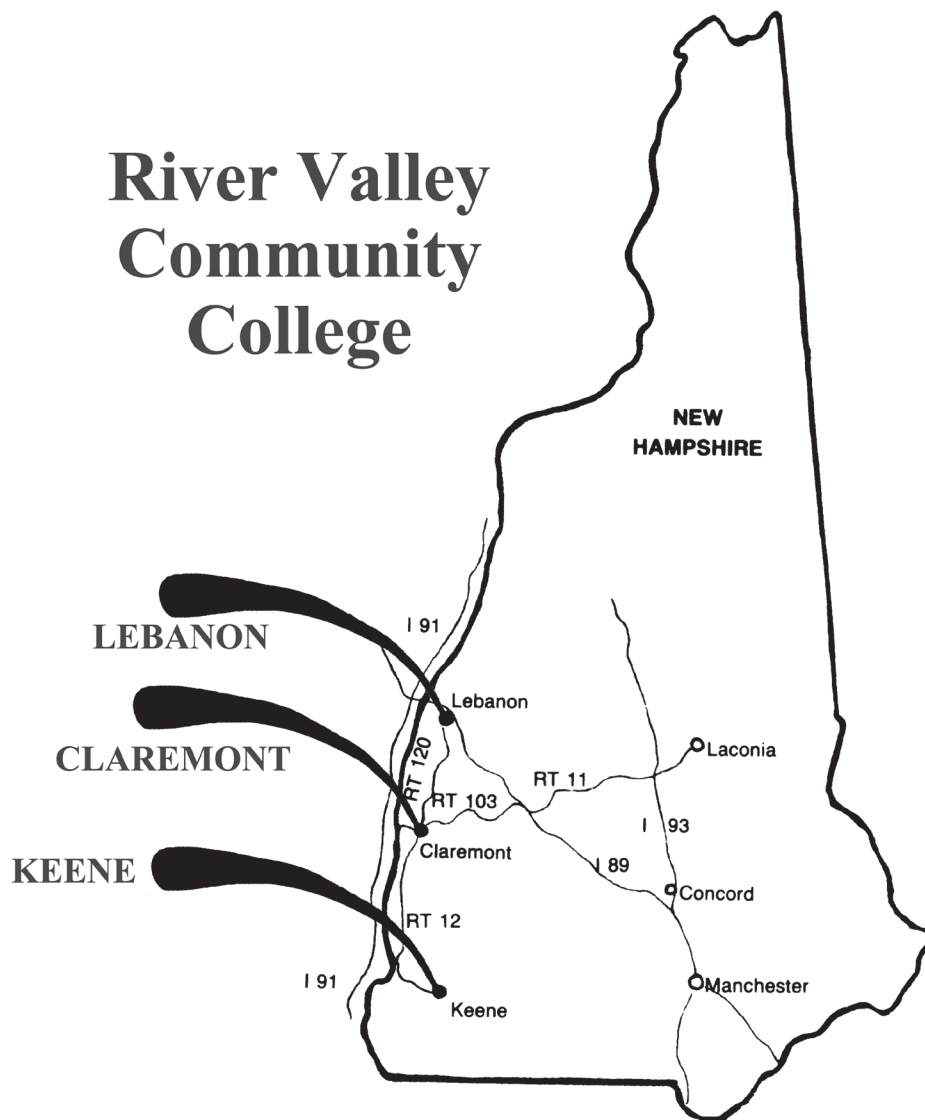 River Valley
Community
College
NEW
HAMPSHIRE
LEBANON
I 91
Lebanon
CLAREMONT
RT 120
RT 103
RT 11
Laconia
I 93
Claremont
I 89
KEENE
Concord
RT 12
I 91
Keene
Manchester